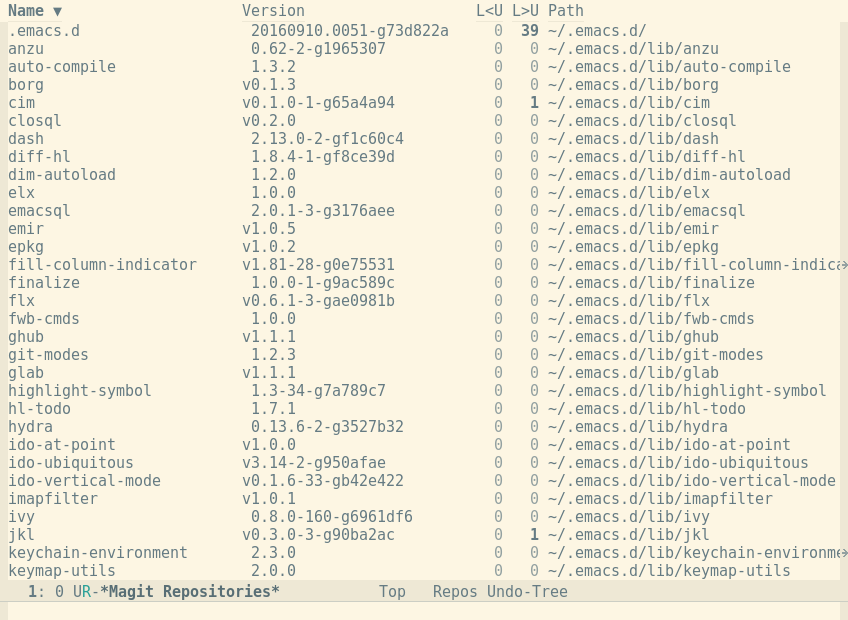 Name ▼ Version L<U L>U Path
.emacs.d 20160910.0051-g73d822a 0 39 ~/.emacs.d/
anzu 0.62-2-g1965307 0 0 ~/.emacs.d/lib/anzu
auto-compile 1.3.2 0 0 ~/.emacs.d/lib/auto-compile
borg v0.1.3 0 0 ~/.emacs.d/lib/borg
cim v0.1.0-1-g65a4a94 0 1 ~/.emacs.d/lib/cim
closql v0.2.0 0 0 ~/.emacs.d/lib/closql
dash 2.13.0-2-gf1c60c4 0 0 ~/.emacs.d/lib/dash
diff-hl 1.8.4-1-gf8ce39d 0 0 ~/.emacs.d/lib/diff-hl
dim-autoload 1.2.0 0 0 ~/.emacs.d/lib/dim-autoload
elx 1.0.0 0 0 ~/.emacs.d/lib/elx
emacsql 2.0.1-3-g3176aee 0 0 ~/.emacs.d/lib/emacsql
emir v1.0.5 0 0 ~/.emacs.d/lib/emir
epkg v1.0.2 0 0 ~/.emacs.d/lib/epkg
fill-column-indicator v1.81-28-g0e75531 0 0 ~/.emacs.d/lib/fill-column-indica→
finalize 1.0.0-1-g9ac589c 0 0 ~/.emacs.d/lib/finalize
flx v0.6.1-3-gae0981b 0 0 ~/.emacs.d/lib/flx
fwb-cmds 1.0.0 0 0 ~/.emacs.d/lib/fwb-cmds
ghub v1.1.1 0 0 ~/.emacs.d/lib/ghub
git-modes 1.2.3 0 0 ~/.emacs.d/lib/git-modes
glab v1.1.1 0 0 ~/.emacs.d/lib/glab
highlight-symbol 1.3-34-g7a789c7 0 0 ~/.emacs.d/lib/highlight-symbol
hl-todo 1.7.1 0 0 ~/.emacs.d/lib/hl-todo
hydra 0.13.6-2-g3527b32 0 0 ~/.emacs.d/lib/hydra
ido-at-point v1.0.0 0 0 ~/.emacs.d/lib/ido-at-point
ido-ubiquitous v3.14-2-g950afae 0 0 ~/.emacs.d/lib/ido-ubiquitous
ido-vertical-mode v0.1.6-33-gb42e422 0 0 ~/.emacs.d/lib/ido-vertical-mode
imapfilter v1.0.1 0 0 ~/.emacs.d/lib/imapfilter
ivy 0.8.0-160-g6961df6 0 0 ~/.emacs.d/lib/ivy
jkl v0.3.0-3-g90ba2ac 0 1 ~/.emacs.d/lib/jkl
keychain-environment 2.3.0 0 0 ~/.emacs.d/lib/keychain-environme→
keymap-utils 2.0.0 0 0 ~/.emacs.d/lib/keymap-utils
1: 0 UR-*Magit Repositories* Top Repos Undo-Tree